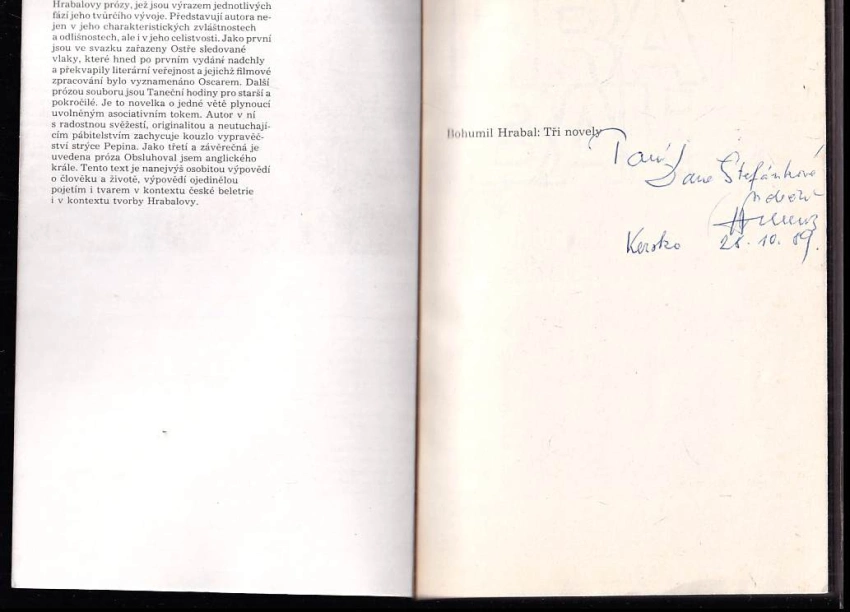 Hrabalovy prózy, jež jsou výrazem jednotlivých
fází jeho tvůrčího vývoje. Představují autora ne-
jen v jeho charakteristických zvláštnostech
a odlišnostech, ale i v jeho celistvosti. Jako první
jsou ve svazku zařazeny Ostře sledované
vlaky, které hned po prvním vydání nadchly
a překvapily literární veřejnost a jejichž filmové
zpracování bylo vyznamenáno Oscarem. Další
prózou souboru jsou Taneční hodiny pro starší a
pokročilé. Je to novelka o jedné větě plynoucí
uvolněným asociativním tokem. Autor v ní
s radostnou svěžestí, originalitou a neutuchají-
cím pábitelstvím zachycuje kouzlo vypravěč-
ství strýce Pepina. Jako třetí a závěrečná je
uvedena próza Obsluhoval jsem anglického
krále. Tento text je nanejvýš osobitou výpovědí
o člověku a životě, výpovědí ojedinělou
pojetím i tvarem v kontextu české beletrie
i v kontextu tvorby Hrabalovy.
Bohumil Hrabal: Tři novely
Paní
Dane Štefánkové
Kersko 28. 10. 89.